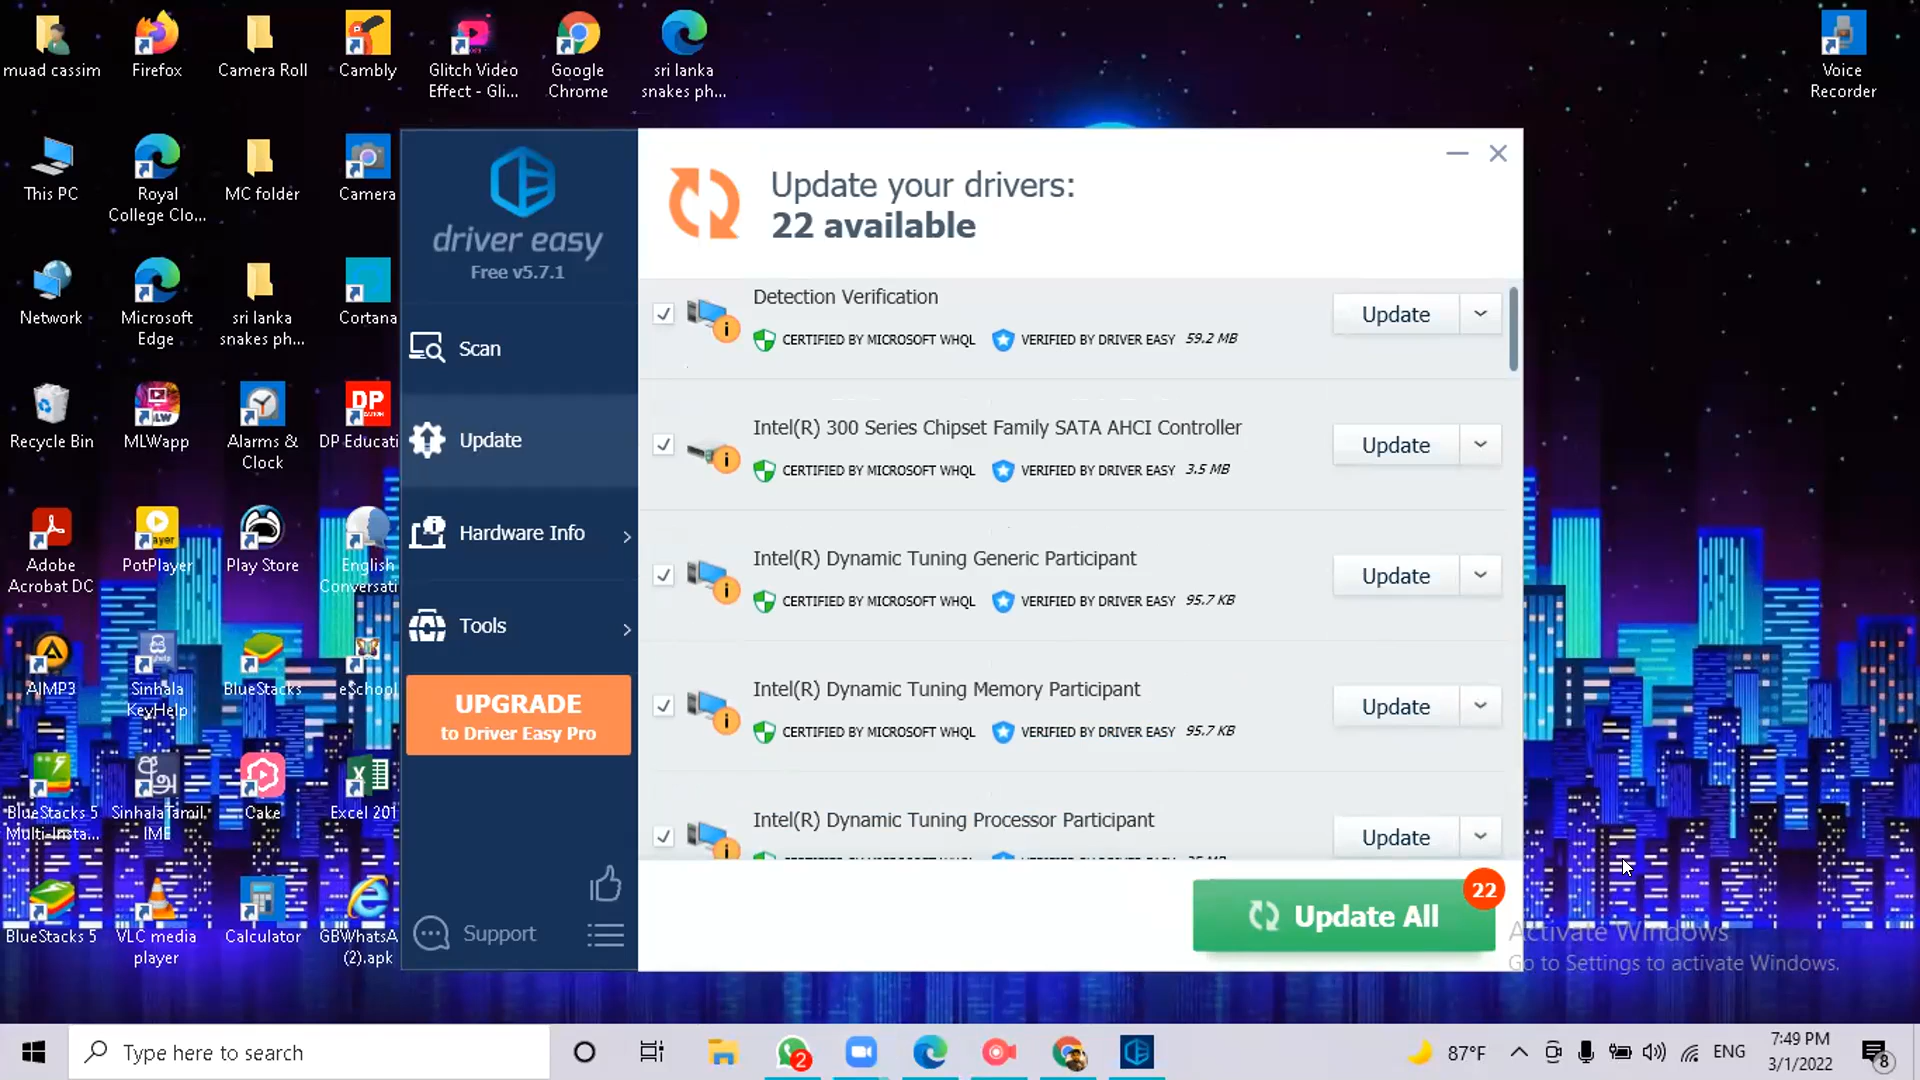 muad cassim
Firefox
Camera Roll
Cambly
Glitch Video
Effect - Gli...
Google
Chrome
sri lanka
snakes ph...
Voice
Recorder
This PC
Royal
College Clo...
MC folder
Camera
Network
Microsoft
Edge
sri lanka
snakes ph...
Cortana
Recycle Bin
MLWapp
Alarms &
Clock
DP Educati
Adobe
Acrobat DC
PotPlayer
Play Store
English
Conversati
AIMP3
Sinhala
KeyHelp
BlueStacks
eSchool
BlueStacks 5
Multi-Insta...
SinhalaTamil
IME
Cake
Excel 201
BlueStacks 5
VLC media
player
Calculator
GBWhatsA
(2).apk
driver easy
Free v5.7.1
Scan
Update
Hardware Info
Tools
UPGRADE
to Driver Easy Pro
Support
Update your drivers:
22 available
Detection Verification
CERTIFIED BY MICROSOFT WHQL VERIFIED BY DRIVER EASY 59.2 MB
Update
Intel(R) 300 Series Chipset Family SATA AHCI Controller
CERTIFIED BY MICROSOFT WHQL VERIFIED BY DRIVER EASY 3.5 MB
Update
Intel(R) Dynamic Tuning Generic Participant
CERTIFIED BY MICROSOFT WHQL VERIFIED BY DRIVER EASY 95.7 KB
Update
Intel(R) Dynamic Tuning Memory Participant
CERTIFIED BY MICROSOFT WHQL VERIFIED BY DRIVER EASY 95.7 KB
Update
Intel(R) Dynamic Tuning Processor Participant
Update
Update All
22
Activate Windows
Go to Settings to activate Windows.
Type here to search
2
87°F
ENG
7:49 PM
3/1/2022
8